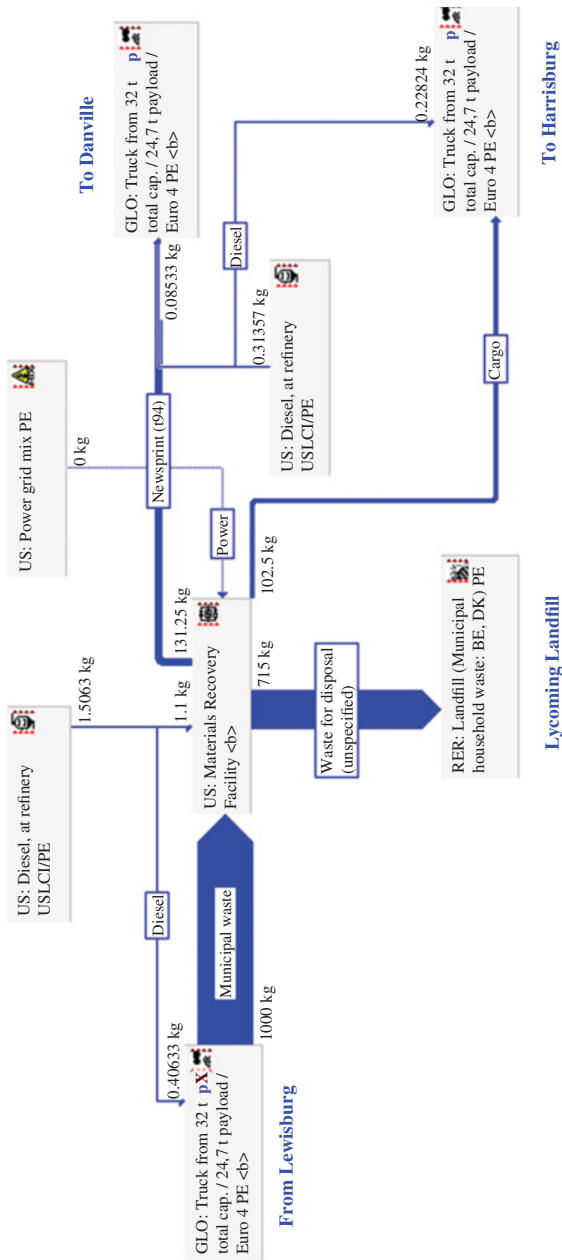 US: Diesel, at refinery
USLCI/PE
1.5063 kg
US: Power grid mix PE
0 kg
To Danville
GLO: Truck from 32 t p
total cap. / 24,7 t payload /
Euro 4 PE <b>
0.08533 kg
Diesel
0.40633 kg
1.1 kg
Newsprint (t94)
131.25 kg
Power
Diesel
0.31357 kg
US: Diesel, at refinery
USLCI/PE
0.22824 kg
GLO: Truck from 32 t pX
total cap. / 24,7 t payload /
Euro 4 PE <b>
From Lewisburg
Municipal waste
1000 kg
US: Materials Recovery
Facility <b>
715 kg
102.5 kg
Waste for disposal
(unspecified)
Cargo
GLO: Truck from 32 t p
total cap. / 24,7 t payload /
Euro 4 PE <b>
To Harrisburg
RER: Landfill (Municipal
household waste: BE, DK) PE
Lycoming Landfill